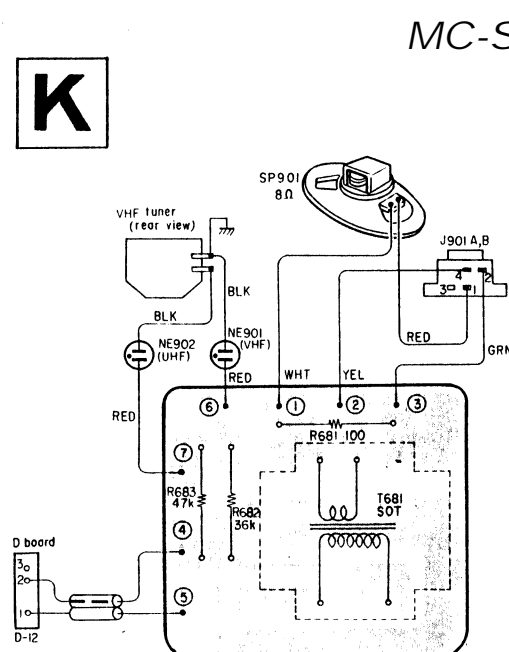 MC-S
K
SP901
8Ω
VHF tuner
(rear view)
J901 A,B
4
2
3
1
BLK
BLK
NE902
(UHF)
NE901
(VHF)
RED
GRN
RED
WHT
YEL
6
1
2
3
RED
R681 100
7
R683
47k
R682
36k
T681
SOT
4
D board
3
2
1
5
D-12